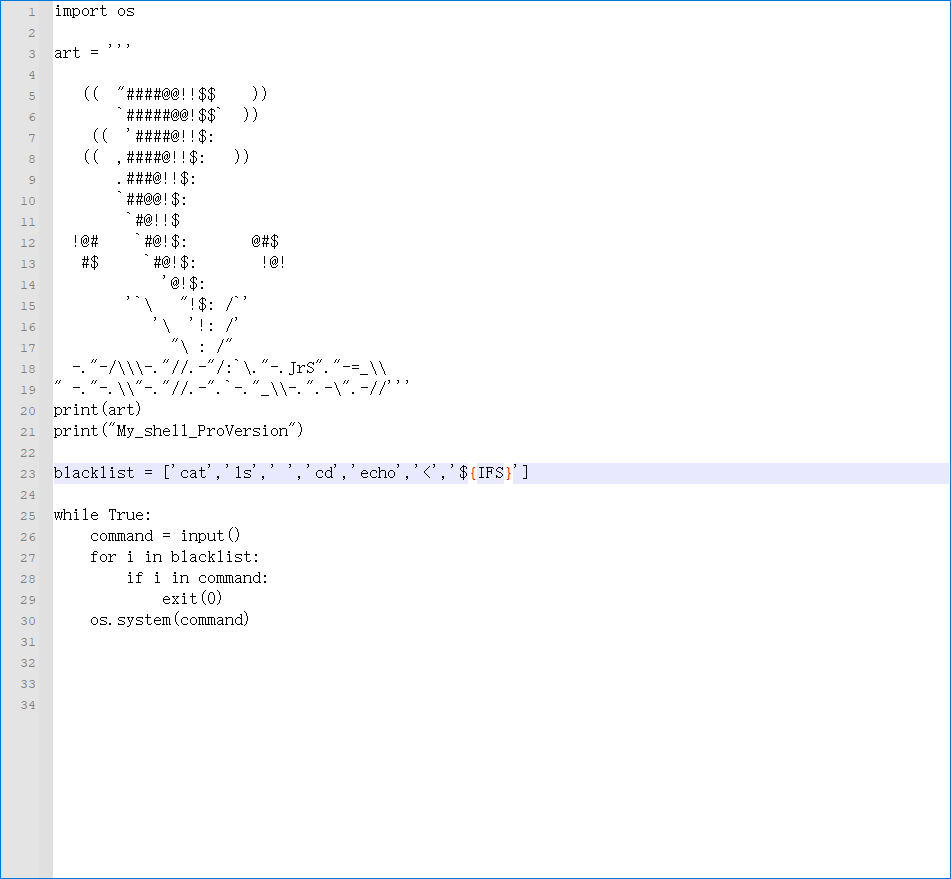 1 import os
2
3 art = '''
4
5    ((  "####@@!!$$    ))
6        `#####@@!$$`  ))
7     ((  '####@!!$:
8    ((  ,####@!!$:   ))
9        .###@!!$:
10        `##@@!$:
11         `#@!!$
12   !@#    `#@!$:       @#$
13    #$     `#@!$:       !@!
14             '@!$:
15         '`\   "!$: /`'
16            '\  '!: /'
17              "\ : /"
18   -."-/\\\-."//.-"/:`\."-.JrS"."-=_\\
19 " -."-.\\"-."//.-".`-."_\\-.".-\".-//'''
20 print(art)
21 print("My_shell_ProVersion")
22
23 blacklist = ['cat','ls',' ','cd','echo','<','${IFS}']
24
25 while True:
26     command = input()
27     for i in blacklist:
28         if i in command:
29             exit(0)
30     os.system(command)
31
32
33
34